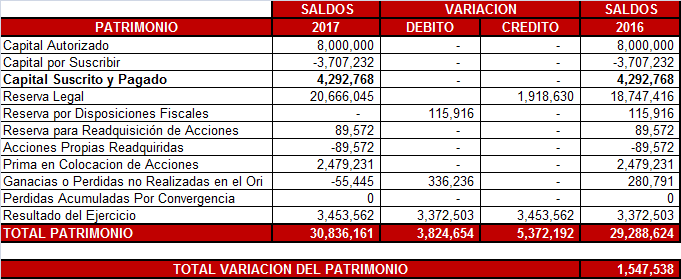 SALDOS VARIACION SALDOS
PATRIMONIO 2017 DEBITO CREDITO 2016
Capital Autorizado 8,000,000 - - 8,000,000
Capital por Suscribir -3,707,232 - - -3,707,232
Capital Suscrito y Pagado 4,292,768 - - 4,292,768
Reserva Legal 20,666,045 1,918,630 18,747,416
Reserva por Disposiciones Fiscales - 115,916 - 115,916
Reserva para Readquisición de Acciones 89,572 - - 89,572
Acciones Propias Readquiridas -89,572 - - -89,572
Prima en Colocacion de Acciones 2,479,231 - - 2,479,231
Ganacias o Perdidas no Realizadas en el Ori -55,445 336,236 - 280,791
Perdidas Acumuladas Por Convergencia 0 - - 0
Resultado del Ejercicio 3,453,562 3,372,503 3,453,562 3,372,503
TOTAL PATRIMONIO 30,836,161 3,824,654 5,372,192 29,288,624
TOTAL VARIACION DEL PATRIMONIO 1,547,538